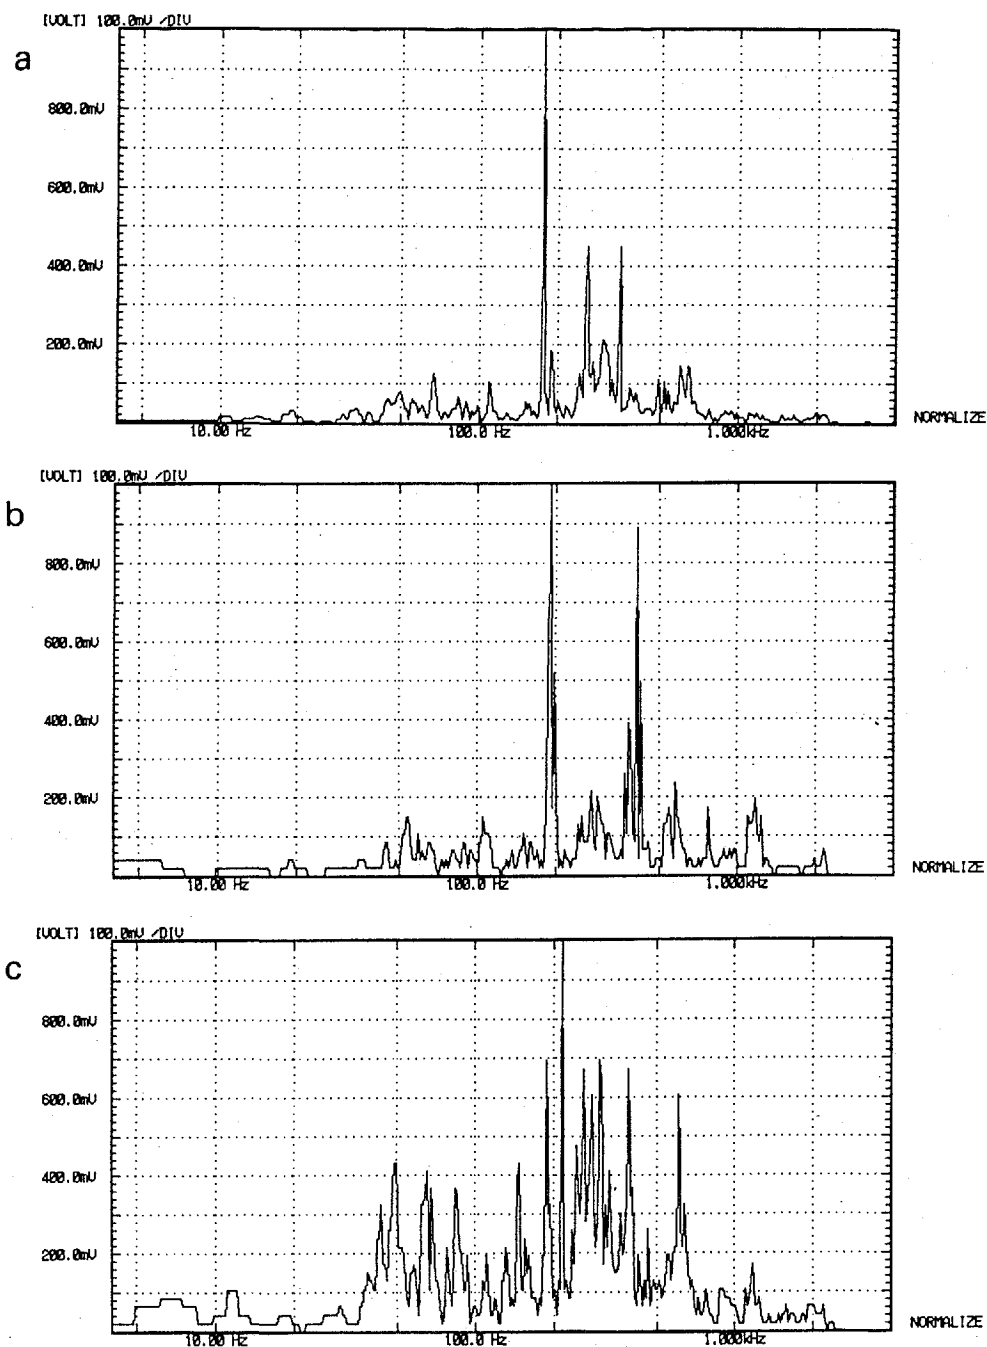 [VOLT] 100.0mV /DIV
a
800.0mV
600.0mV
400.0mV
200.0mV
10.00 Hz 100.0 Hz 1.000kHz NORMALIZE
[VOLT] 100.0mV /DIV
b
800.0mV
600.0mV
400.0mV
200.0mV
10.00 Hz 100.0 Hz 1.000kHz NORMALIZE
[VOLT] 100.0mV /DIV
c
800.0mV
600.0mV
400.0mV
200.0mV
10.00 Hz 100.0 Hz 1.000kHz NORMALIZE